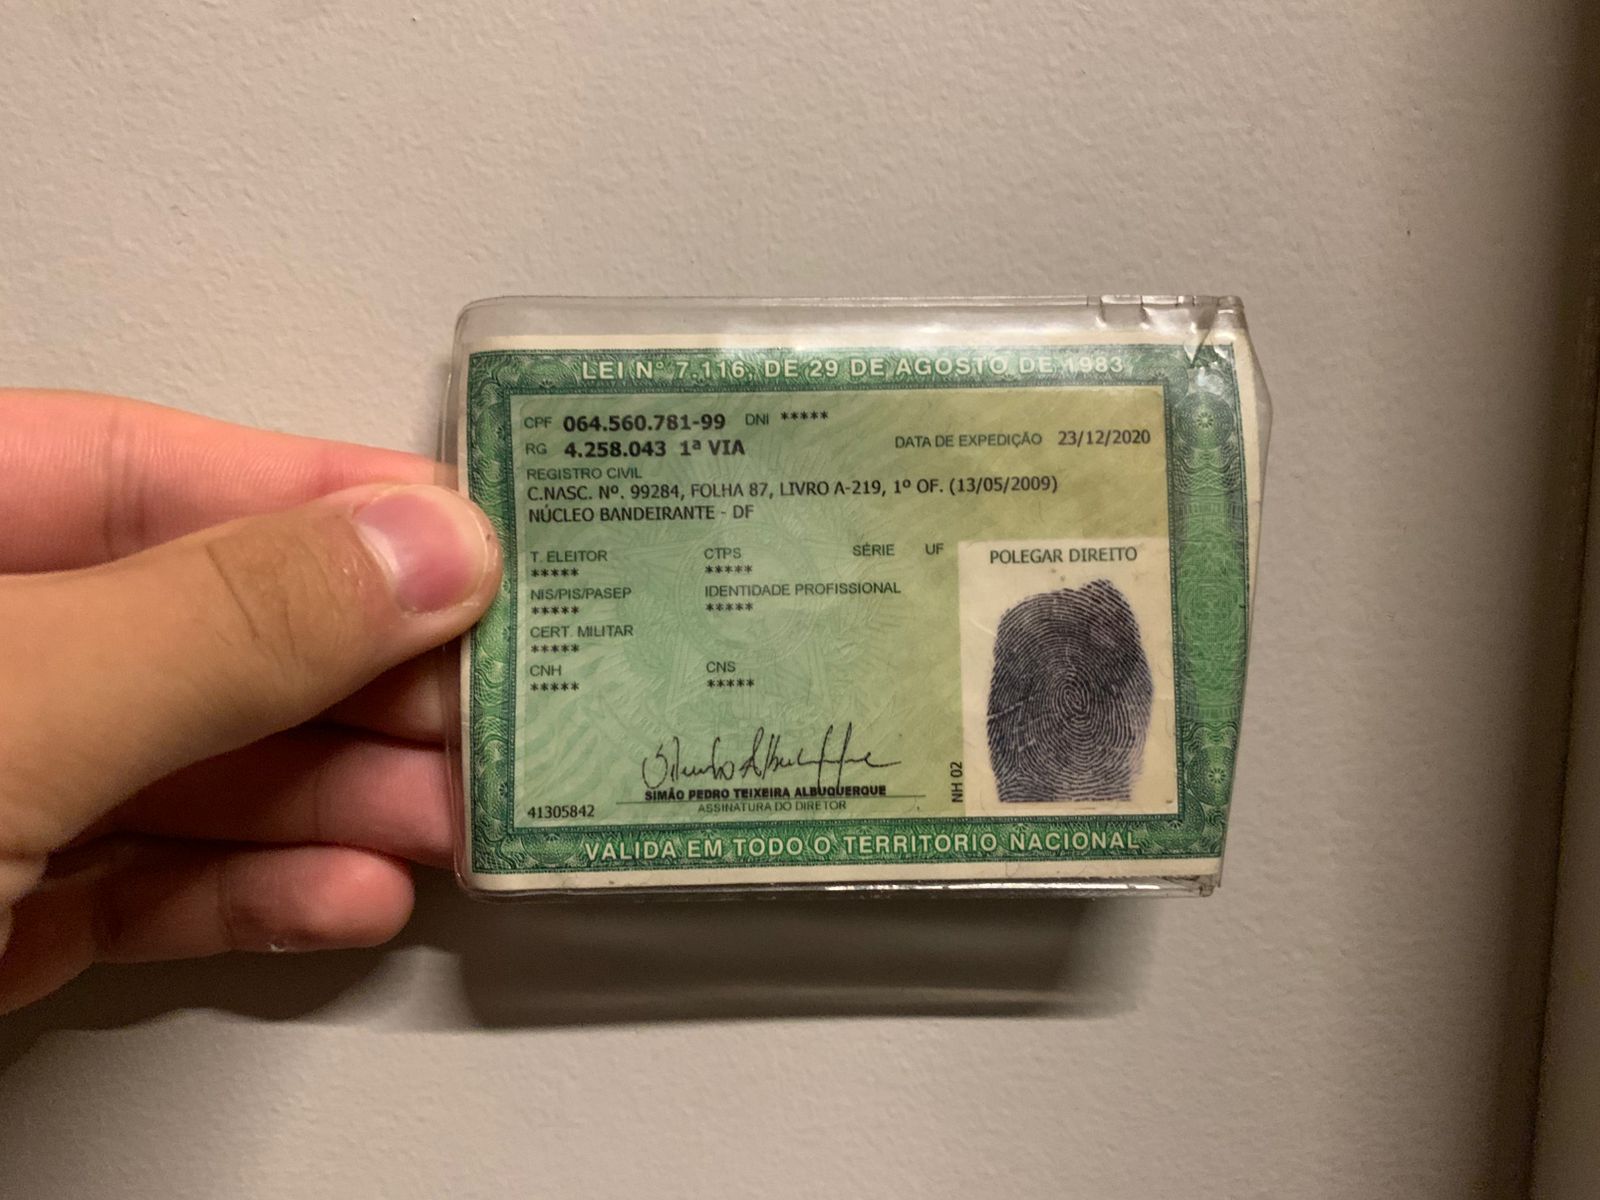 LEI N° 7.116, DE 29 DE AGOSTO DE 1983
CPF 064.560.781-99 DNI *****
RG 4.258.043 1ª VIA DATA DE EXPEDIÇÃO 23/12/2020
REGISTRO CIVIL
C.NASC. Nº. 99284, FOLHA 87, LIVRO A-219, 1º OF. (13/05/2009)
NÚCLEO BANDEIRANTE - DF
T. ELEITOR CTPS SÉRIE UF
***** *****
NIS/PIS/PASEP IDENTIDADE PROFISSIONAL
***** *****
CERT. MILITAR
*****
CNH CNS
***** *****
POLEGAR DIREITO
NH 02
SIMÃO PEDRO TEIXEIRA ALBUQUERQUE
ASSINATURA DO DIRETOR
41305842
VÁLIDA EM TODO O TERRITÓRIO NACIONAL